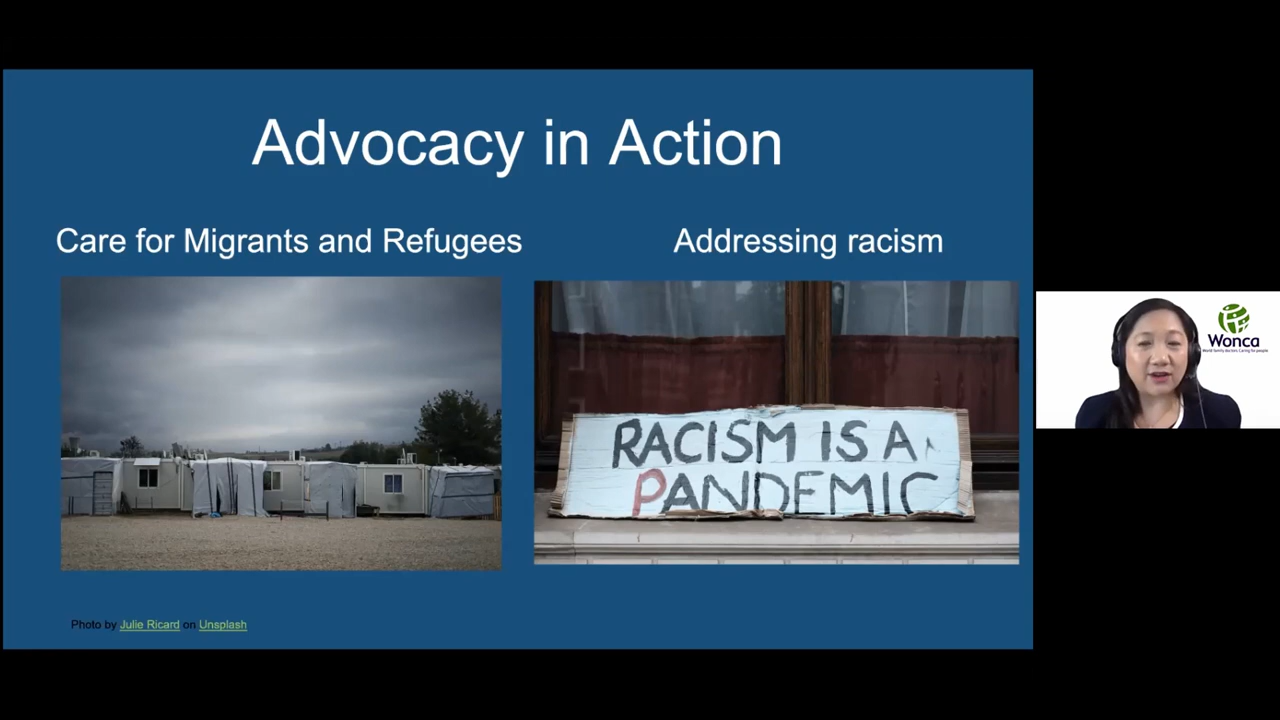 Advocacy in Action
Care for Migrants and Refugees
Addressing racism
RACISM IS A
PANDEMIC
Photo by Julie Ricard on Unsplash
Wonca
World family doctors. Caring for people